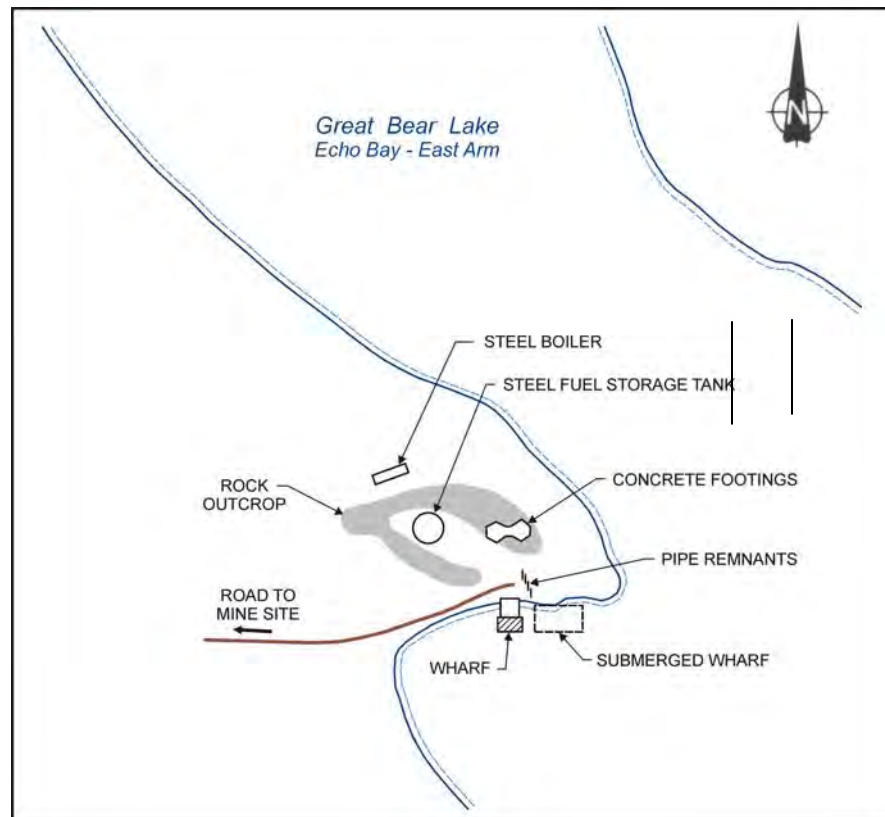 Great Bear Lake
Echo Bay - East Arm
N
STEEL BOILER
STEEL FUEL STORAGE TANK
ROCK
OUTCROP
CONCRETE FOOTINGS
PIPE REMNANTS
ROAD TO
MINE SITE
WHARF
SUBMERGED WHARF